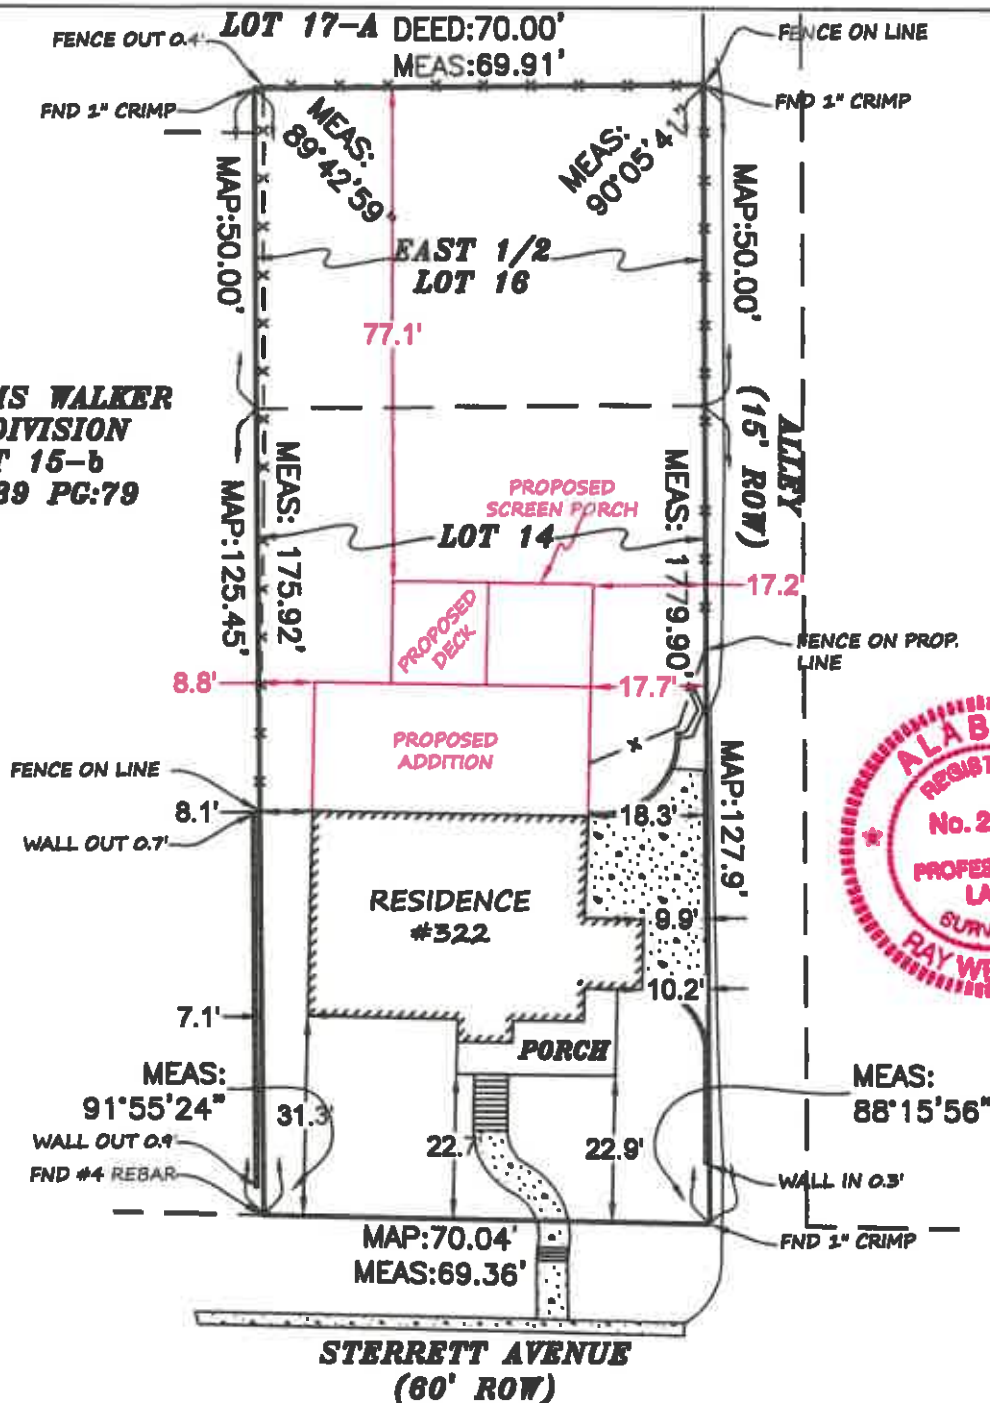 LOT 17-A DEED:70.00'
MEAS:69.91'
FENCE OUT 0.4'
FENCE ON LINE
FND 1" CRIMP
FND 1" CRIMP
MEAS:
89°42'59
MEAS:
90°05'4
MAP:50.00'
MAP:50.00'
EAST 1/2
LOT 16
77.1'
WALKER
DIVISION
15-b
PG:79
ALLEY
(15' ROW)
MAP:125.45'
MEAS: 175.92'
MEAS: 1779.90'
PROPOSED
SCREEN PORCH
LOT 14
17.2'
PROPOSED
DECK
FENCE ON PROP.
LINE
8.8'
17.7'
PROPOSED
ADDITION
FENCE ON LINE
8.1'
18.3'
MAP:127.9'
WALL OUT 0.7'
RESIDENCE
#322
9.9'
10.2'
7.1'
PORCH
MEAS:
91°55'24"
MEAS:
88°15'56"
31.3'
22.7
22.9'
WALL OUT 0.9
FND #4 REBAR
WALL IN 0.3'
FND 1" CRIMP
MAP:70.04'
MEAS:69.36'
STERRETT AVENUE
(60' ROW)
No. 2
RAY